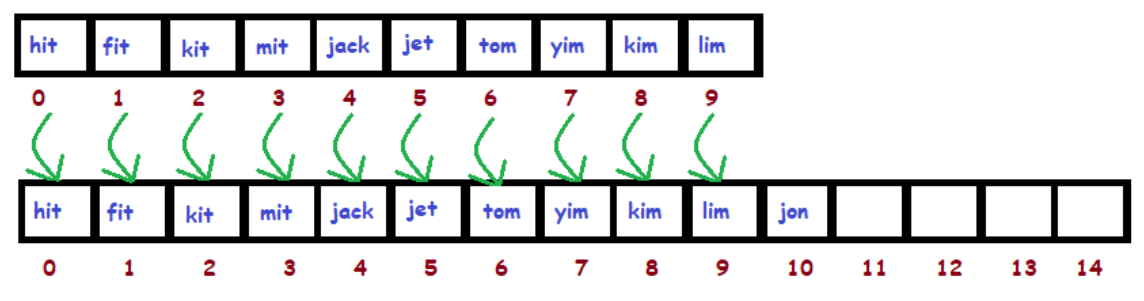 hit fit kit mit jack jet tom yim kim lim
0 1 2 3 4 5 6 7 8 9
hit fit kit mit jack jet tom yim kim lim jon
0 1 2 3 4 5 6 7 8 9 10 11 12 13 14